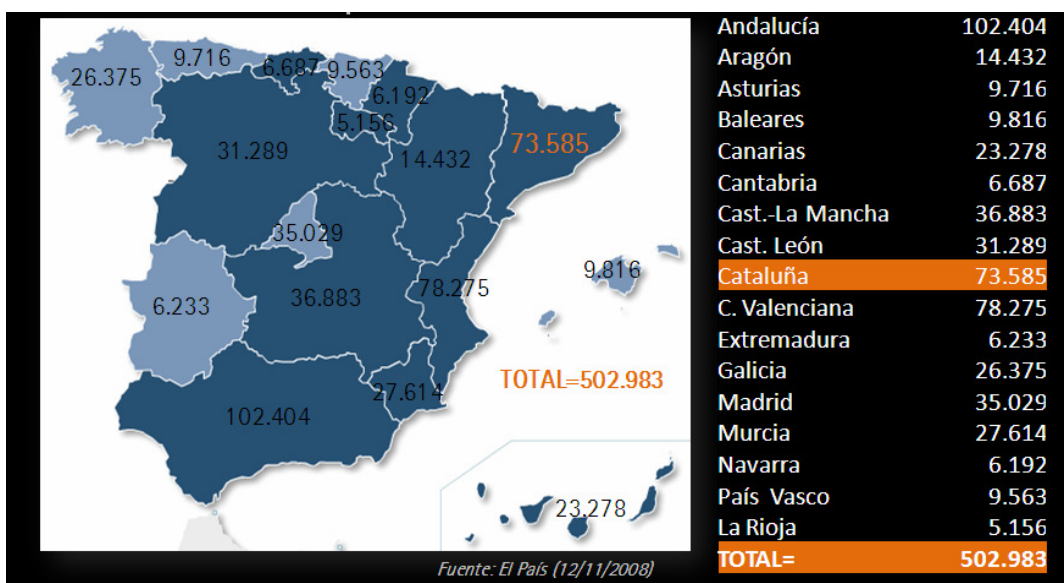 9.716
6.687
9.563
26.375
6.192
5.156
31.289
14.432
73.585
35.029
9.816
6.233
36.883
78.275
TOTAL=502.983
27.614
102.404
23.278
Fuente: El País (12/11/2008)
Andalucía 102.404
Aragón 14.432
Asturias 9.716
Baleares 9.816
Canarias 23.278
Cantabria 6.687
Cast.-La Mancha 36.883
Cast. León 31.289
Cataluña 73.585
C. Valenciana 78.275
Extremadura 6.233
Galicia 26.375
Madrid 35.029
Murcia 27.614
Navarra 6.192
País Vasco 9.563
La Rioja 5.156
TOTAL= 502.983